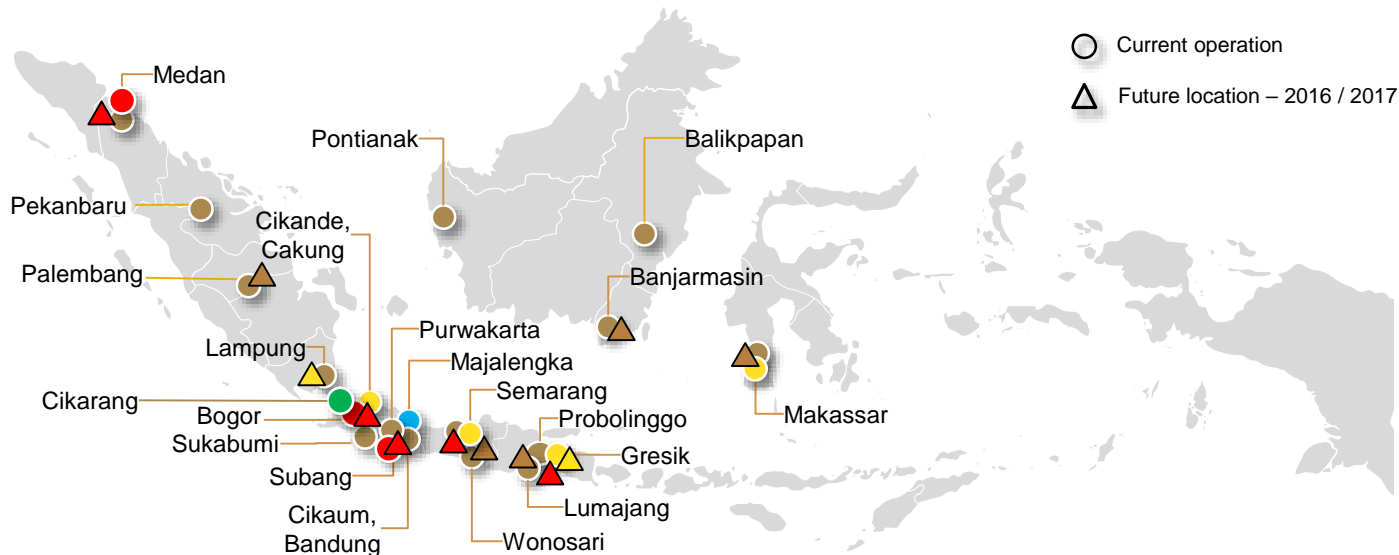 Current operation
Medan
Future location – 2016 / 2017
Pontianak
Balikpapan
Pekanbaru
Cikande,
Cakung
Palembang
Banjarmasin
Purwakarta
Lampung
Majalengka
Semarang
Cikarang
Bogor
Probolinggo
Makassar
Sukabumi
Gresik
Subang
Lumajang
Cikaum,
Bandung
Wonosari